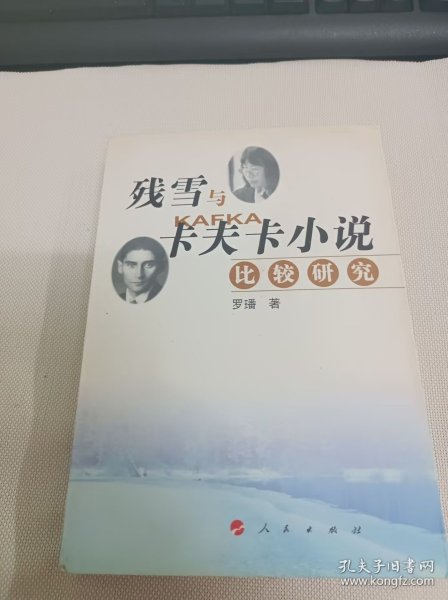 残雪与
KAFKA
卡夫卡小说
比较研究
罗璠 著
人民出版社
孔夫子旧书网
www.kongfz.com